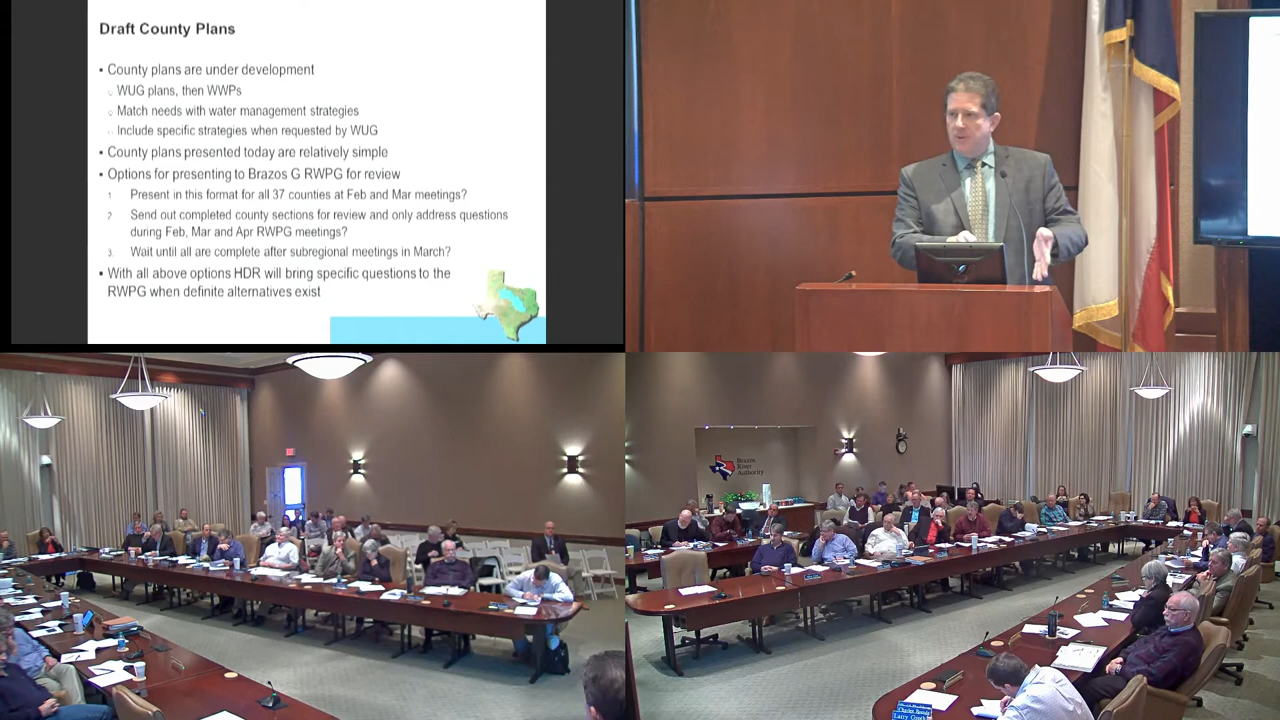 Draft County Plans
• County plans are under development
WUG plans, then WWPs
Match needs with water management strategies
Include specific strategies when requested by WUG
• County plans presented today are relatively simple
• Options for presenting to Brazos G RWPG for review
1 Present in this format for all 37 counties at Feb and Mar meetings?
2. Send out completed county sections for review and only address questions
during Feb, Mar and Apr RWPG meetings?
3. Wait until all are complete after subregional meetings in March?
• With all above options HDR will bring specific questions to the
RWPG when definite alternatives exist
Brazos
River
Authority